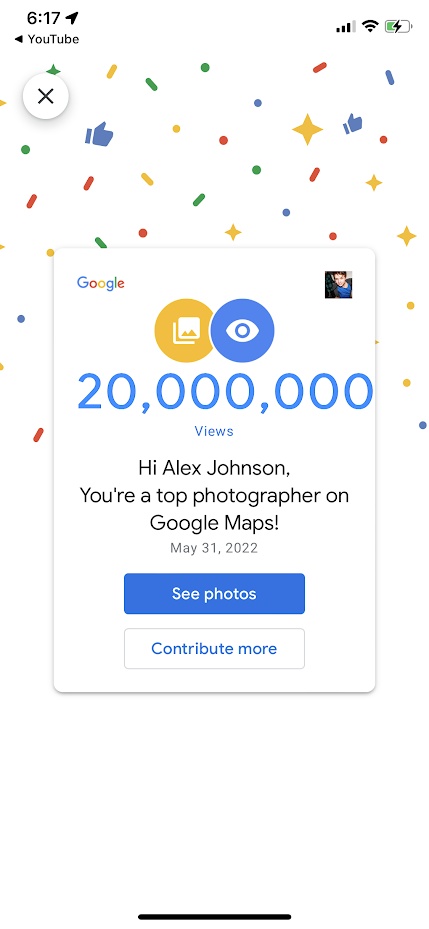 6:17
◀ YouTube
Google
20,000,000
Views
Hi Alex Johnson,
You're a top photographer on
Google Maps!
May 31, 2022
See photos
Contribute more